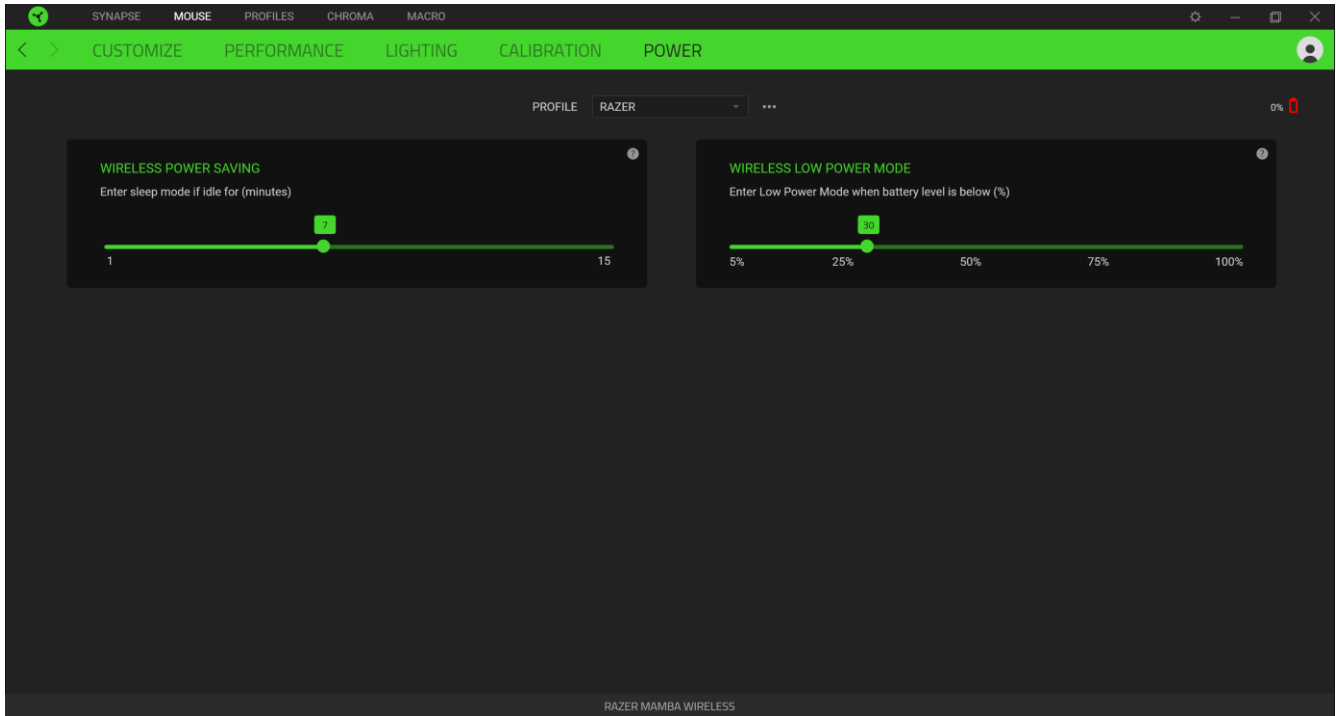 SYNAPSE MOUSE PROFILES CHROMA MACRO
CUSTOMIZE PERFORMANCE LIGHTING CALIBRATION POWER
PROFILE RAZER 0%
WIRELESS POWER SAVING
Enter sleep mode if idle for (minutes)
7
1 15
WIRELESS LOW POWER MODE
Enter Low Power Mode when battery level is below (%)
30
5% 25% 50% 75% 100%
RAZER MAMBA WIRELESS